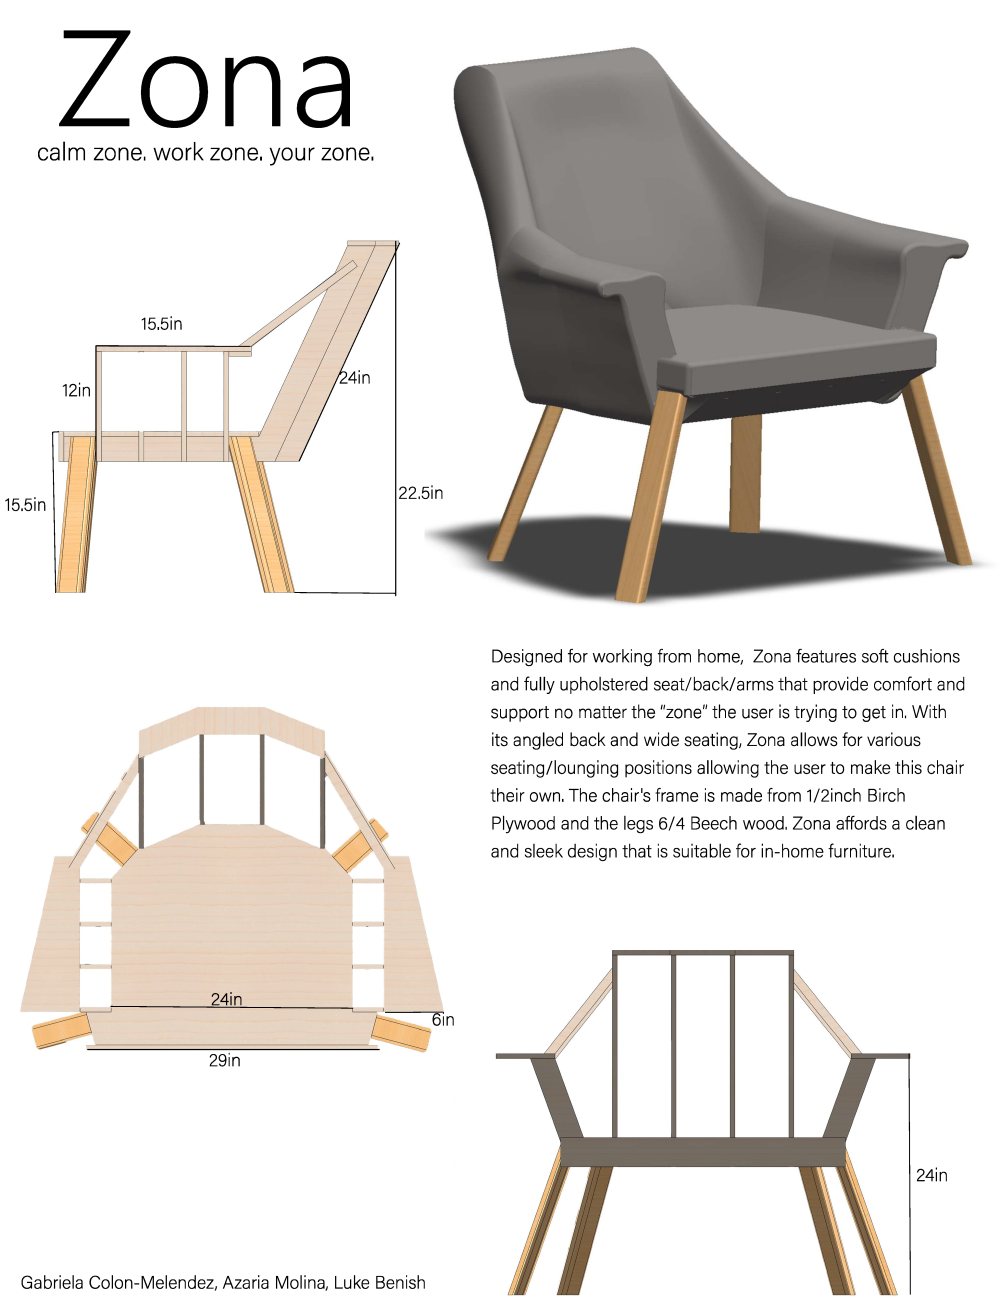 Zona
calm zone. work zone. your zone.
15.5in
12in
24in
15.5in
22.5in
Designed for working from home,  Zona features soft cushions
and fully upholstered seat/back/arms that provide comfort and
support no matter the “zone” the user is trying to get in. With
its angled back and wide seating, Zona allows for various
seating/lounging positions allowing the user to make this chair
their own. The chair's frame is made from 1/2inch Birch
Plywood and the legs 6/4 Beech wood. Zona affords a clean
and sleek design that is suitable for in-home furniture.
24in
6in
29in
24in
Gabriela Colon-Melendez, Azaria Molina, Luke Benish